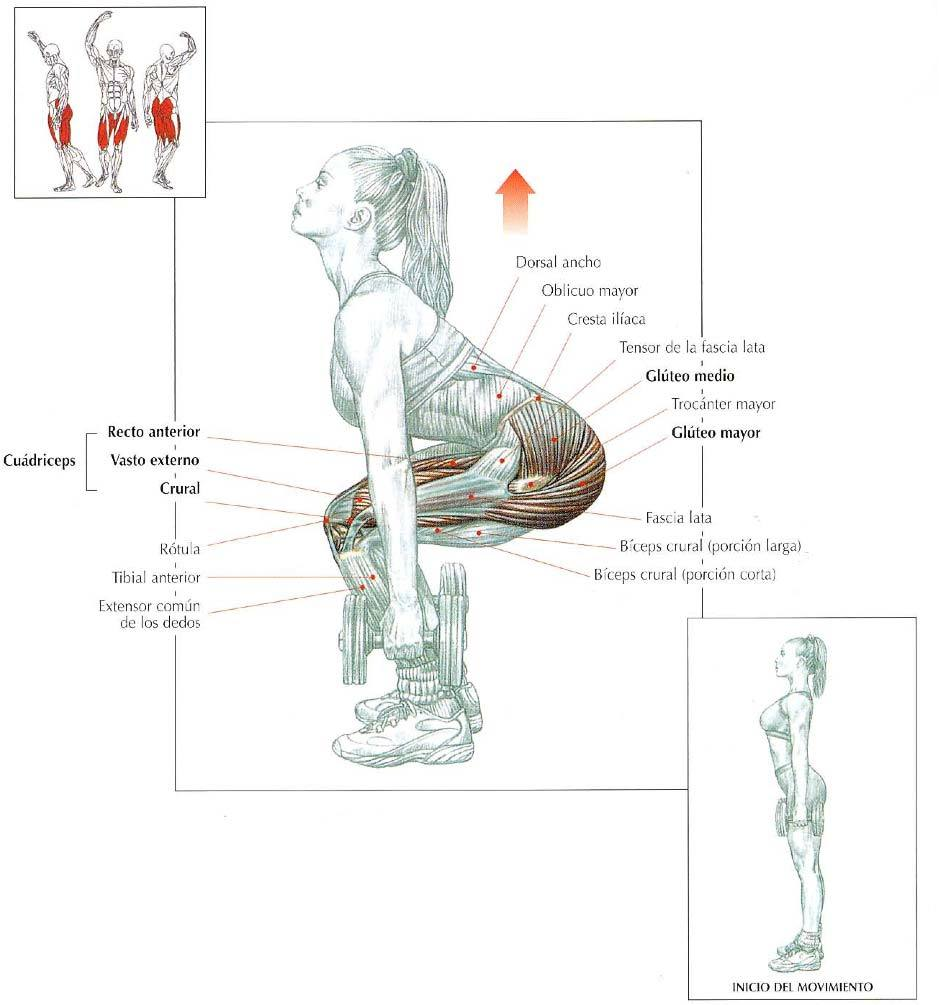 Dorsal ancho
Oblicuo mayor
Cresta ilíaca
Tensor de la fascia lata
Glúteo medio
Trocánter mayor
Glúteo mayor
Cuádriceps
Recto anterior
Vasto externo
Crural
Rótula
Tibial anterior
Extensor común
de los dedos
Fascia lata
Bíceps crural (porción larga)
Bíceps crural (porción corta)
INICIO DEL MOVIMIENTO